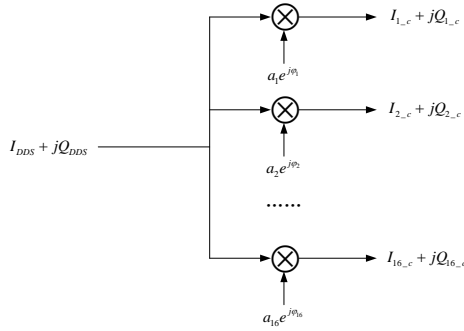 I_{1_c} + jQ_{1_c}
a_1e^{jφ_1}
I_{2_c} + jQ_{2_c}
I_{DDS} + jQ_{DDS}
a_2e^{jφ_2}
......
I_{16_c} + jQ_{16_c}
a_{16}e^{jφ_{16}}